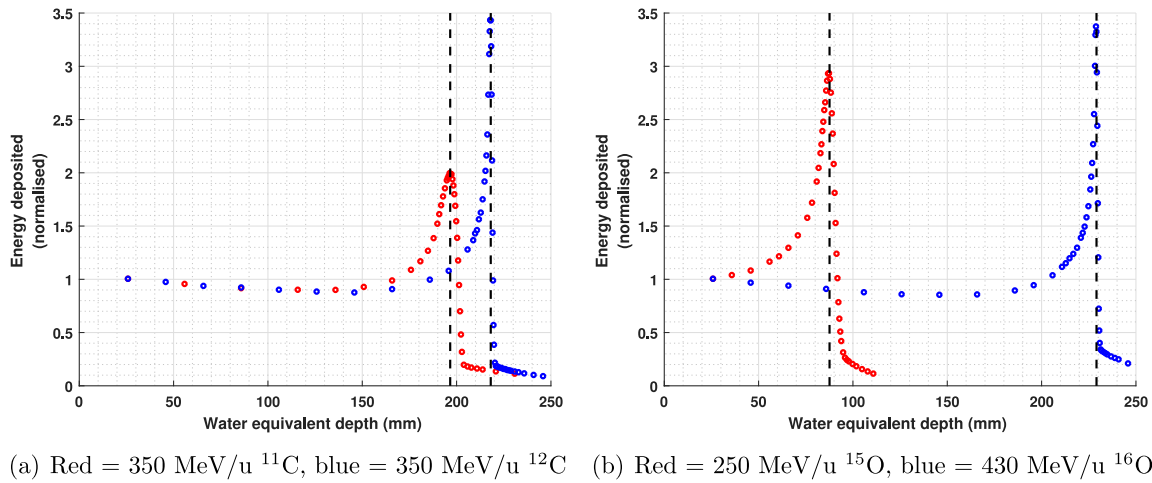 3.5
3
2.5
2
1.5
1
0.5
0
Energy deposited
(normalised)
0 50 100 150 200 250
Water equivalent depth (mm)
3.5
3
2.5
2
1.5
1
0.5
0
Energy deposited
(normalised)
0 50 100 150 200 250
Water equivalent depth (mm)
(a) Red = 350 MeV/u ¹¹C, blue = 350 MeV/u ¹²C
(b) Red = 250 MeV/u ¹⁵O, blue = 430 MeV/u ¹⁶O